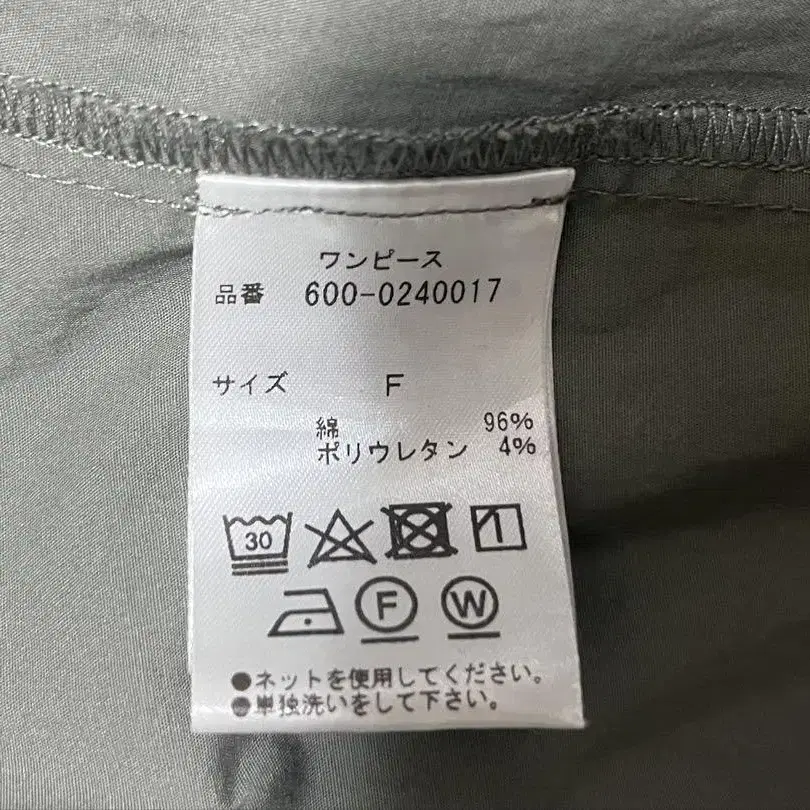 ワンピース
品番 600-0240017
サイズ F
綿 96%
ポリウレタン 4%
30
F W
●ネットを使用してください。
●単独洗いをして下さい。